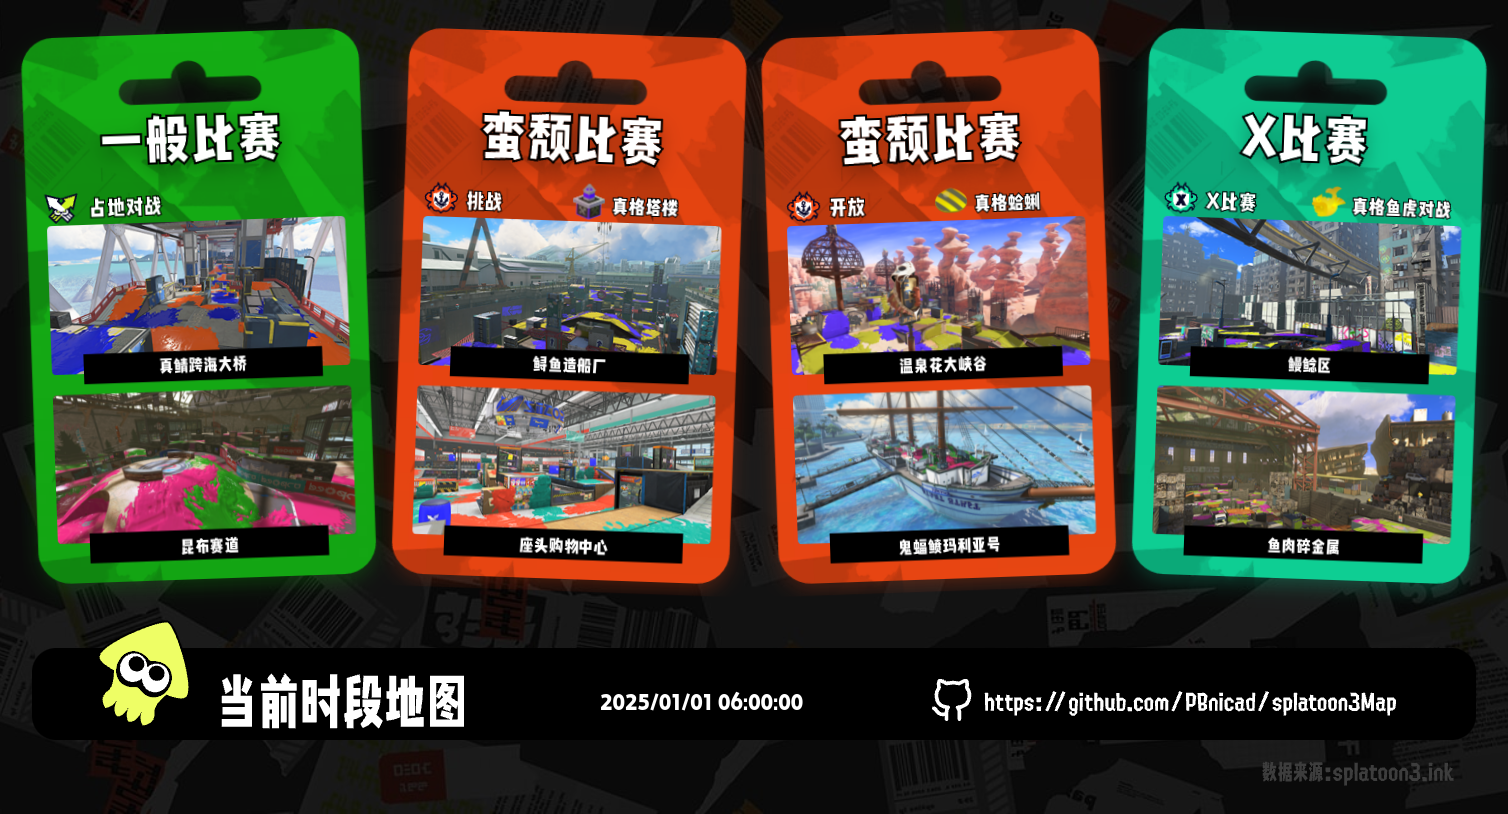 一般比赛
占地对战
真鲭跨海大桥
昆布赛道
蛮颓比赛
挑战
真格塔楼
鲟鱼造船厂
座头购物中心
蛮颓比赛
开放
真格蛤蜊
温泉花大峡谷
鬼蝠鲼玛利亚号
X比赛
X比赛
真格鱼虎对战
鳗鲶区
鱼肉碎金属
当前时段地图
2025/01/01 06:00:00
https://github.com/PBnicad/splatoon3Map
数据来源:splatoon3.ink